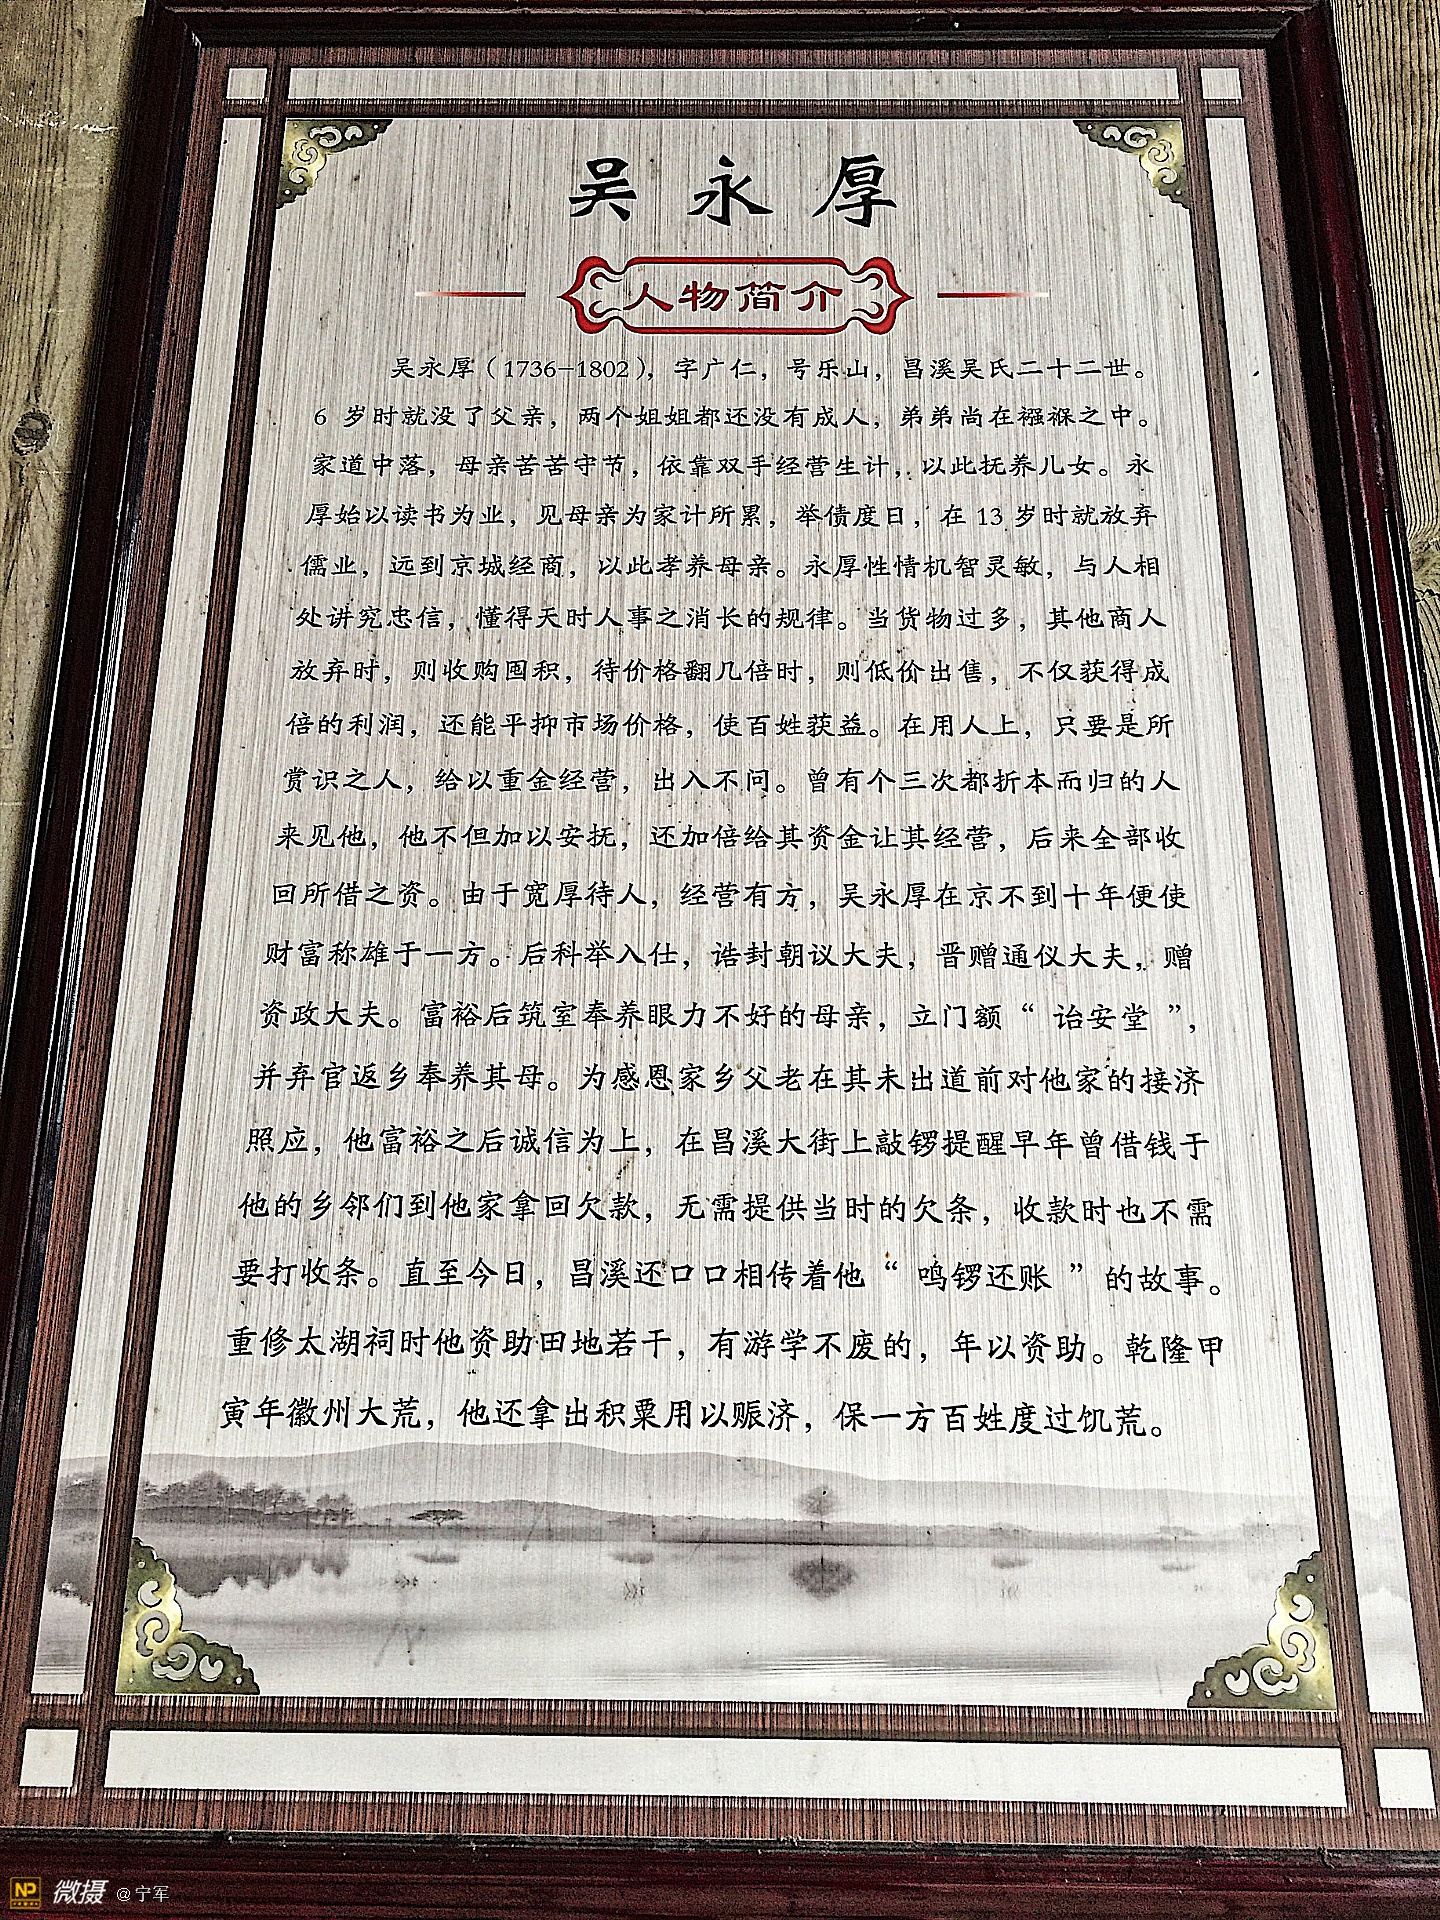 吴永厚
人物简介
吴永厚（1736-1802），字广仁，号乐山，昌溪吴氏二十二世。
6 岁时就没了父亲，两个姐姐都还没有成人，弟弟尚在襁褓之中。
家道中落，母亲苦苦守节，依靠双手经营生计，以此抚养儿女。永
厚始以读书为业，见母亲为家计所累，举债度日，在 13 岁时就放弃
儒业，远到京城经商，以此孝养母亲。永厚性情机智灵敏，与人相
处讲究忠信，懂得天时人事之消长的规律。当货物过多，其他商人
放弃时，则收购囤积，待价格翻几倍时，则低价出售，不仅获得成
倍的利润，还能平抑市场价格，使百姓获益。在用人上，只要是所
赏识之人，给以重金经营，出入不问。曾有个三次都折本而归的人
来见他，他不但加以安抚，还加倍给其资金让其经营，后来全部收
回所借之资。由于宽厚待人，经营有方，吴永厚在京不到十年便使
财富称雄于一方。后科举入仕，诰封朝议大夫，晋赠通仪大夫，赠
资政大夫。富裕后筑室奉养眼力不好的母亲，立门额“诒安堂”，
并弃官返乡奉养其母。为感恩家乡父老在其未出道前对他家的接济
照应，他富裕之后诚信为上，在昌溪大街上敲锣提醒早年曾借钱于
他的乡邻们到他家拿回欠款，无需提供当时的欠条，收款时也不需
要打收条。直至今日，昌溪还口口相传着他“鸣锣还账”的故事。
重修太湖祠时他资助田地若干，有游学不废的，年以资助。乾隆甲
寅年徽州大荒，他还拿出积粟用以赈济，保一方百姓度过饥荒。
NP 微摄 @宁军